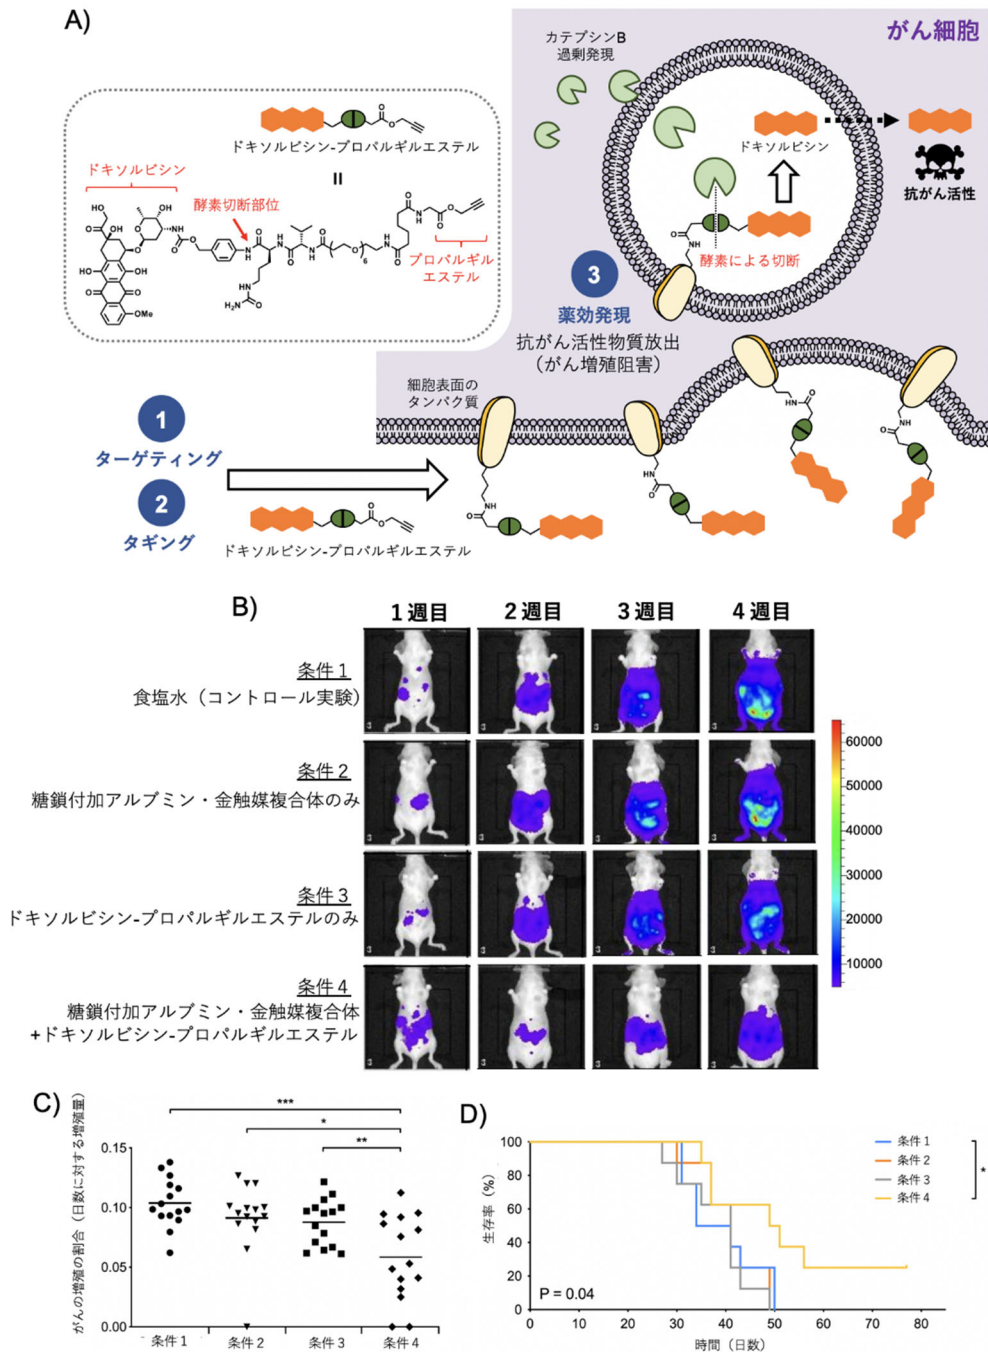 A)
がん細胞
カテプシンB
過剰発現
ドキソルビシン-プロパルギルエステル
=
ドキソルビシン
酵素切断部位
プロパルギル
エステル
HO
O
OH
HO
O
OH
NH
O
OH
OH
O
O
OMe
O
N
H
O
H
N
O
N
H
O
O
6
H
N
O
O
N
H
O
O
H2N
N
H
O
ドキソルビシン
抗がん活性
酵素による切断
O
NH
3
薬効発現
抗がん活性物質放出
(がん増殖阻害)
細胞表面の
タンパク質
1
ターゲティング
2
タギング
O
O
ドキソルビシン-プロパルギルエステル
NH
O
NH
O
NH
O
NH
O
B)
1週目 2週目 3週目 4週目
条件1
食塩水(コントロール実験)
条件2
糖鎖付加アルブミン・金触媒複合体のみ
条件3
ドキソルビシン-プロパルギルエステルのみ
条件4
糖鎖付加アルブミン・金触媒複合体
+ドキソルビシン-プロパルギルエステル
60000
50000
40000
30000
20000
10000
C)
がんの増殖の割合(日数に対する増殖量)
***
*
**
0.15
0.10
0.05
0.00
条件1 条件2 条件3 条件4
D)
生存率(%)
100
80
60
40
20
0
P = 0.04
0 10 20 30 40 50 60 70 80
時間(日数)
条件1
条件2
条件3
条件4
*